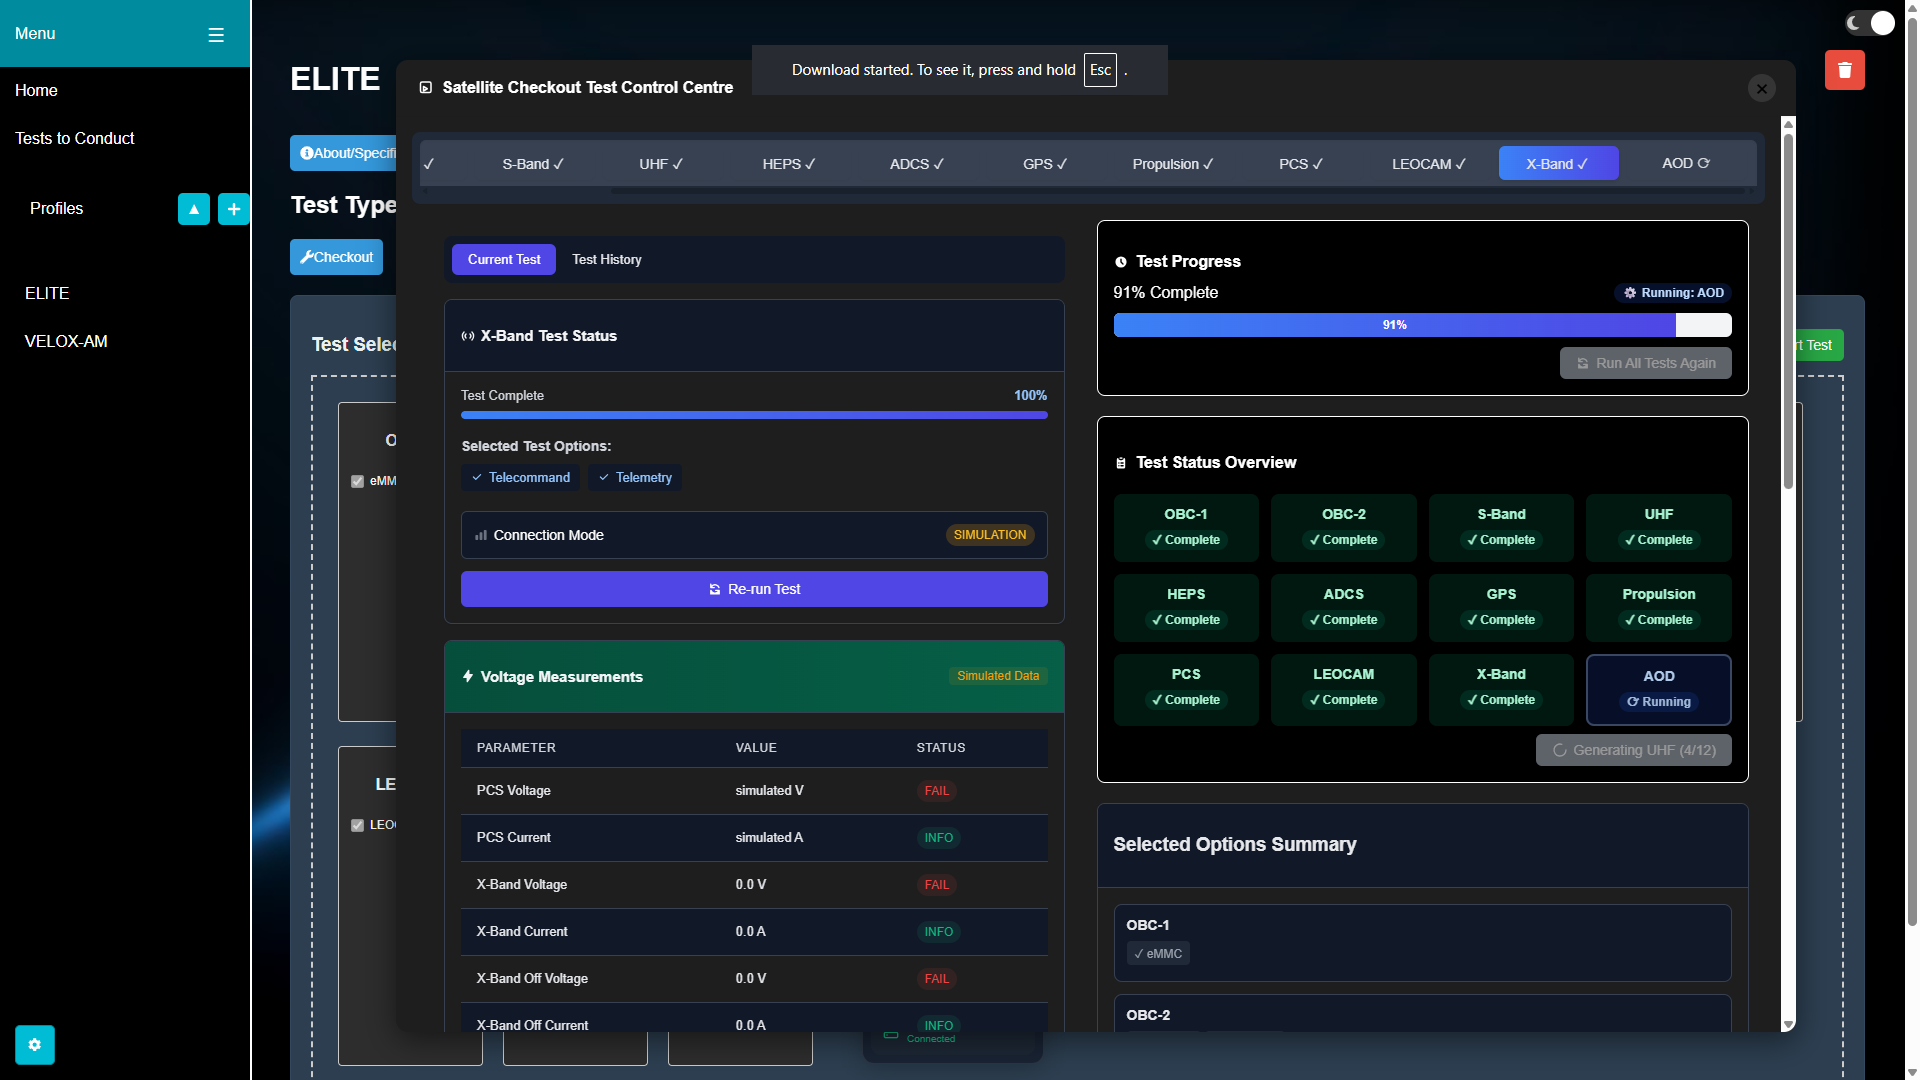 Menu
Home
Tests to Conduct
Profiles
ELITE
VELOX-AM
ELITE
About/Specifi
Test Type
Checkout
Test Selec
eMM
LEO
rt Test
Download started. To see it, press and hold Esc .
Satellite Checkout Test Control Centre
✓ S-Band ✓ UHF ✓ HEPS ✓ ADCS ✓ GPS ✓ Propulsion ✓ PCS ✓ LEOCAM ✓ X-Band ✓ AOD ⟳
Current Test Test History
X-Band Test Status
Test Complete 100%
Selected Test Options:
✓ Telecommand ✓ Telemetry
Connection Mode SIMULATION
Re-run Test
Voltage Measurements Simulated Data
PARAMETER VALUE STATUS
PCS Voltage simulated V FAIL
PCS Current simulated A INFO
X-Band Voltage 0.0 V FAIL
X-Band Current 0.0 A INFO
X-Band Off Voltage 0.0 V FAIL
X-Band Off Current 0.0 A INFO
Connected
Test Progress
91% Complete Running: AOD
91%
Run All Tests Again
Test Status Overview
OBC-1 OBC-2 S-Band UHF
✓ Complete ✓ Complete ✓ Complete ✓ Complete
HEPS ADCS GPS Propulsion
✓ Complete ✓ Complete ✓ Complete ✓ Complete
PCS LEOCAM X-Band AOD
✓ Complete ✓ Complete ✓ Complete ⟳ Running
Generating UHF (4/12)
Selected Options Summary
OBC-1
✓ eMMC
OBC-2